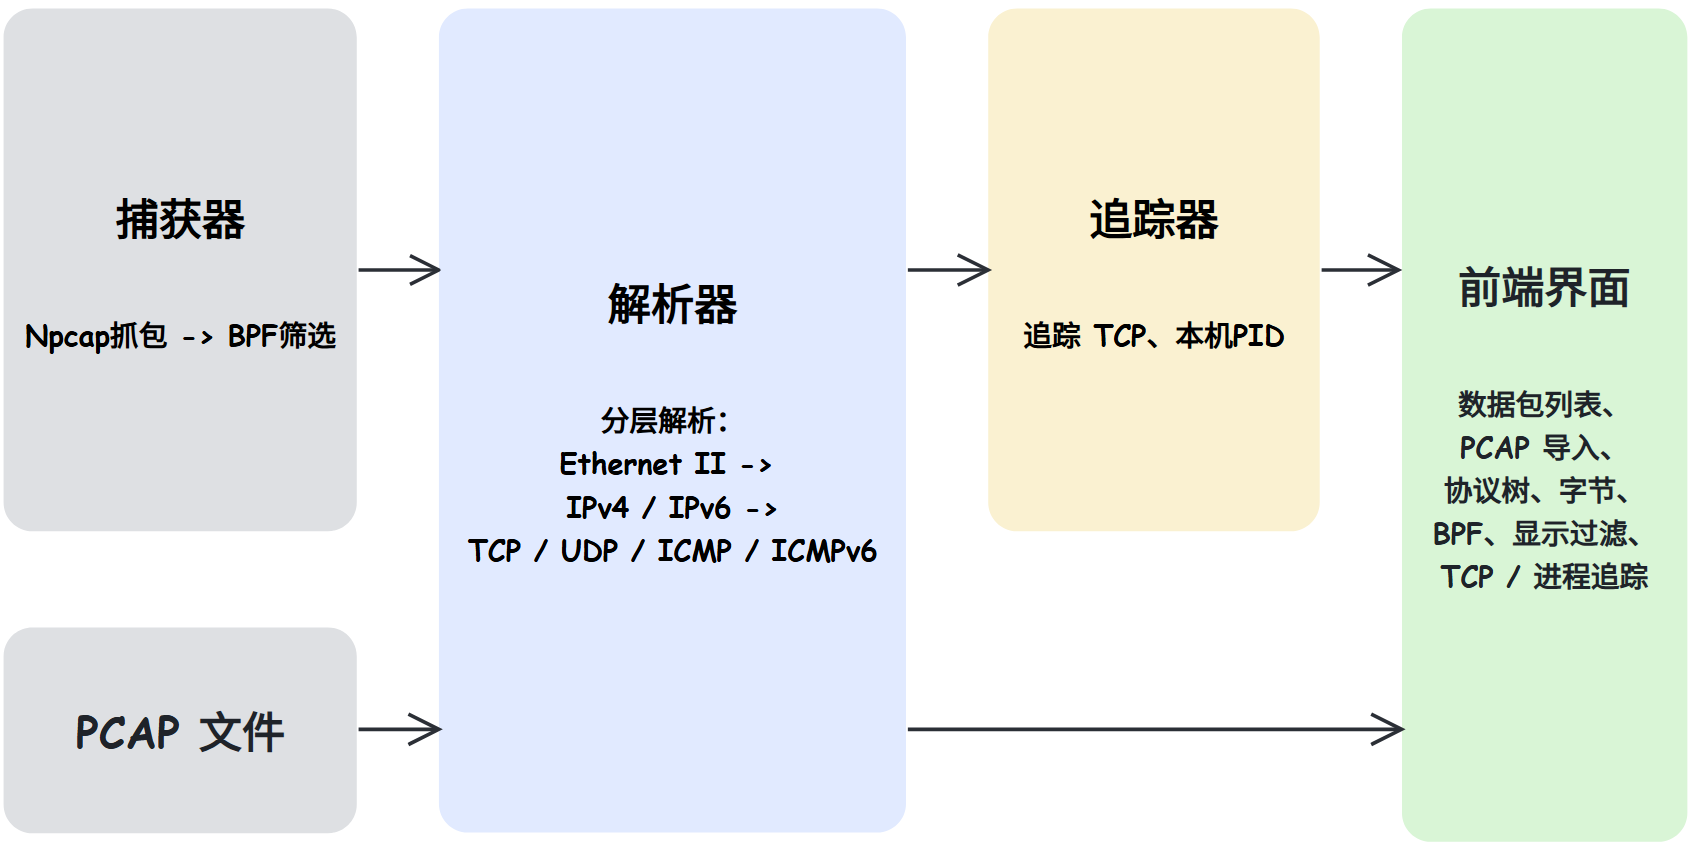 捕获器
Npcap抓包 -> BPF筛选
PCAP 文件
解析器
分层解析：
Ethernet II ->
IPv4 / IPv6 ->
TCP / UDP / ICMP / ICMPv6
追踪器
追踪 TCP、本机PID
前端界面
数据包列表、
PCAP 导入、
协议树、字节、
BPF、显示过滤、
TCP / 进程追踪